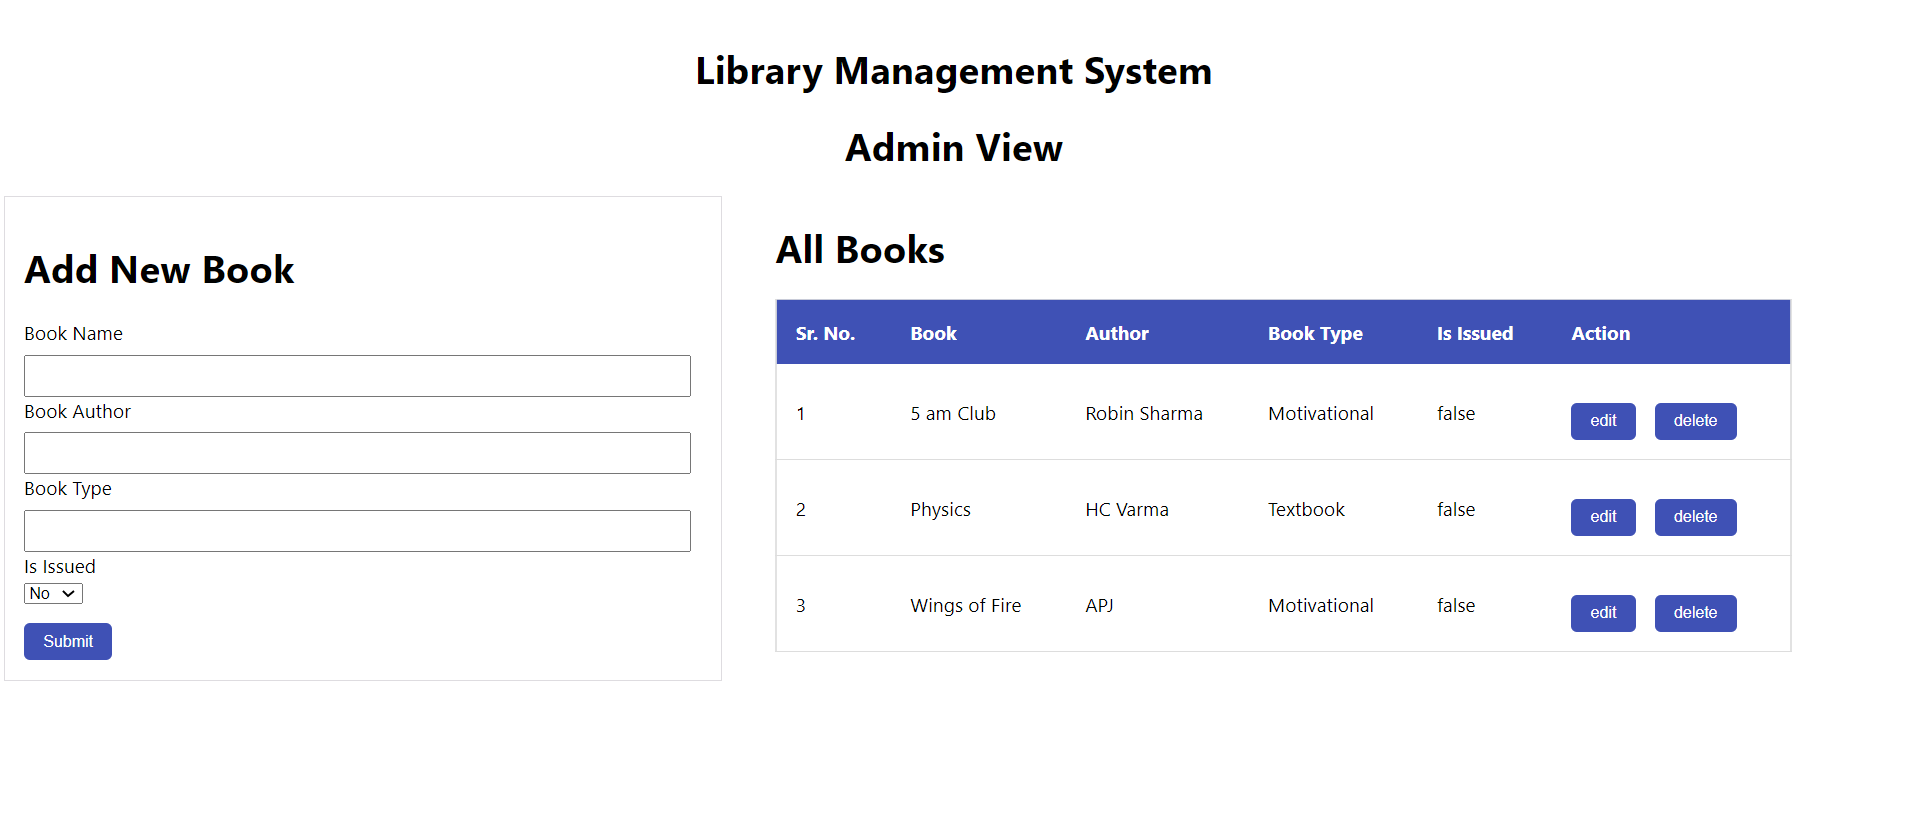 Library Management System
Admin View
Add New Book
Book Name
Book Author
Book Type
Is Issued
No
Submit
All Books
Sr. No. Book Author Book Type Is Issued Action
1 5 am Club Robin Sharma Motivational false edit delete
2 Physics HC Varma Textbook false edit delete
3 Wings of Fire APJ Motivational false edit delete